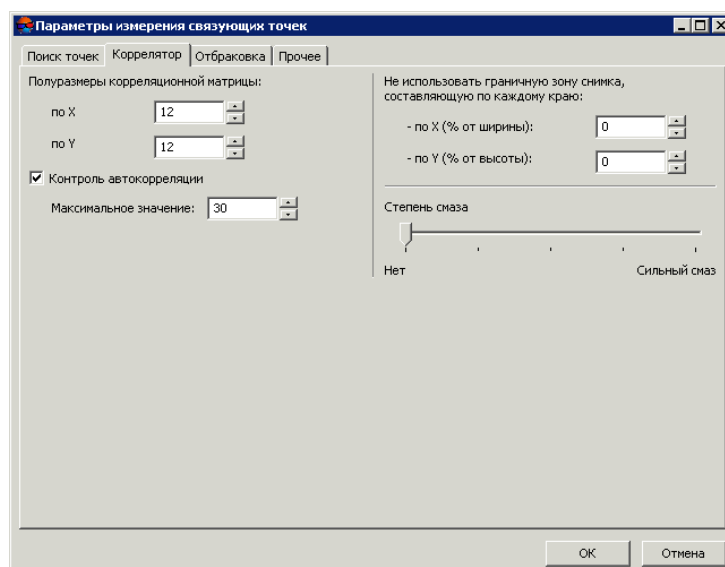 Параметры измерения связующих точек
Поиск точек Коррелятор Отбраковка Прочее
Полуразмеры корреляционной матрицы:
по X 12
по Y 12
Контроль автокорреляции
Максимальное значение: 30
Не использовать граничную зону снимка,
составляющую по каждому краю:
- по X (% от ширины): 0
- по Y (% от высоты): 0
Степень смаза
Нет Сильный смаз
OK Отмена